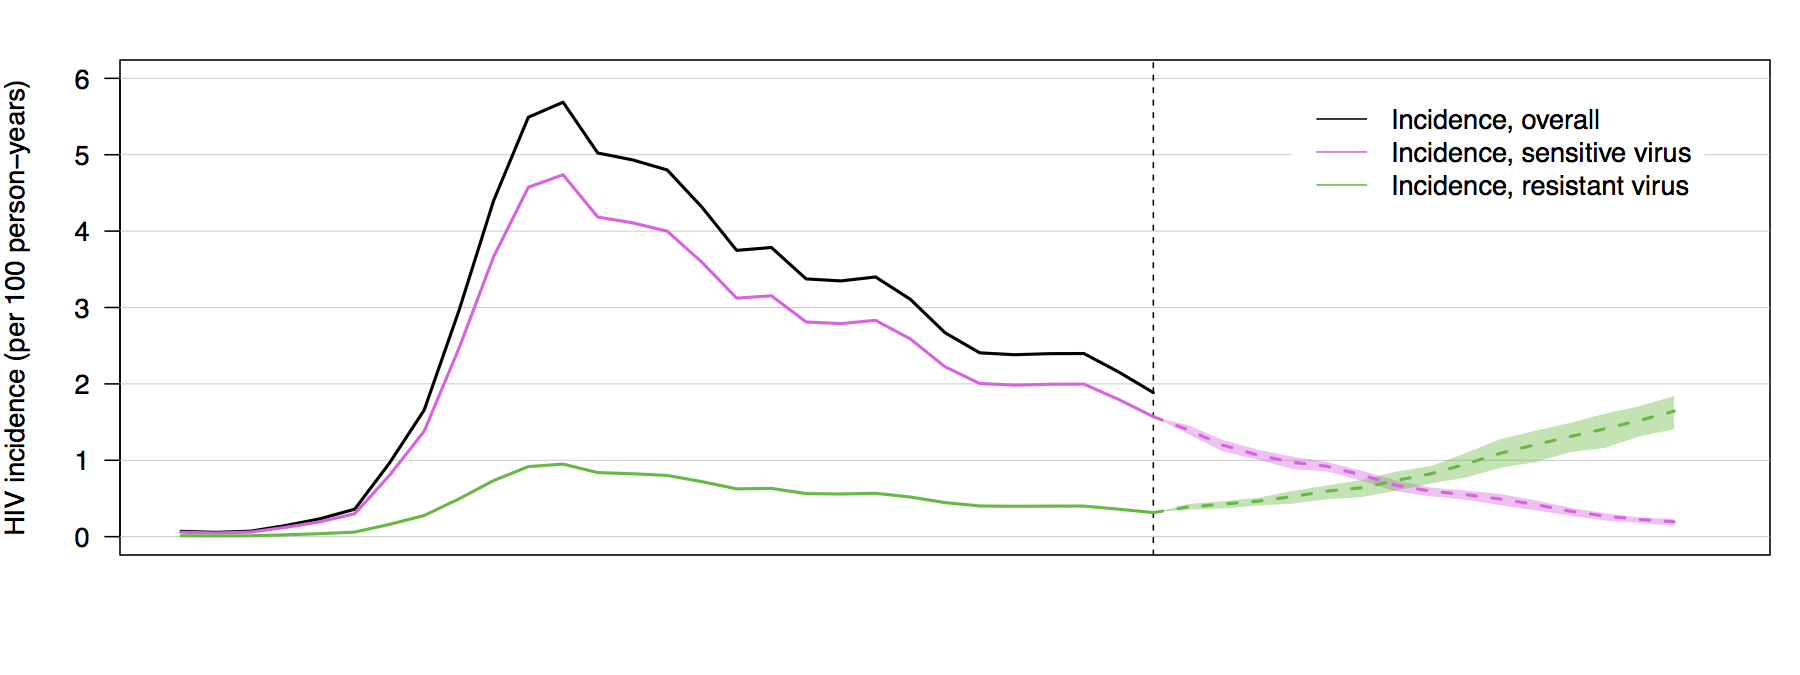 HIV incidence (per 100 person−years)
6
5
4
3
2
1
0
Incidence, overall
Incidence, sensitive virus
Incidence, resistant virus